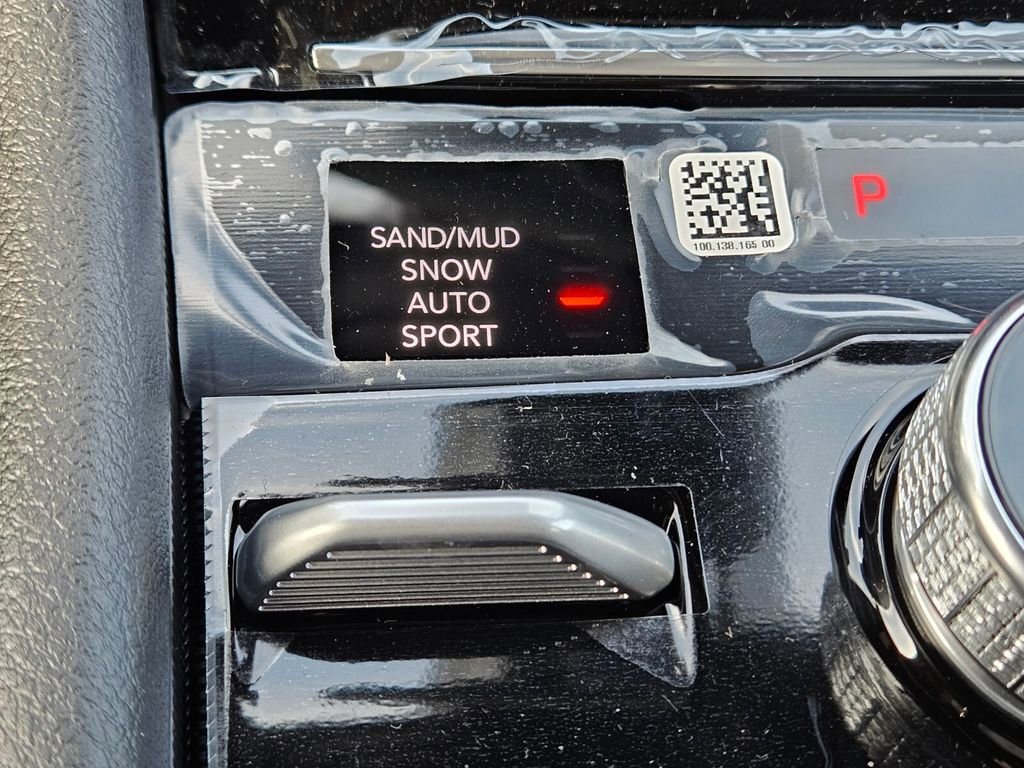 SAND/MUD
SNOW
AUTO
SPORT
100.138.165 00
P